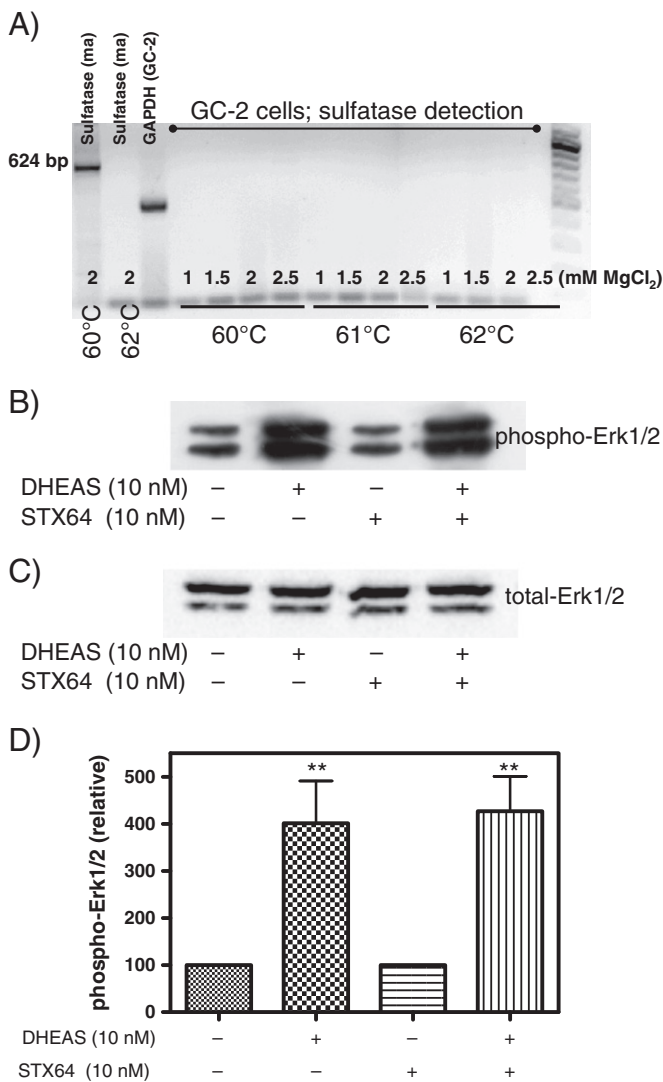 A)
Sulfatase (ma)
Sulfatase (ma)
GAPDH (GC-2)
GC-2 cells; sulfatase detection
624 bp
2 2 1 1.5 2 2.5 1 1.5 2 2.5 1 1.5 2 2.5 (mM MgCl₂)
60°C 62°C 60°C 61°C 62°C
B)
phospho-Erk1/2
DHEAS (10 nM) – + – +
STX64 (10 nM) – – + +
C)
total-Erk1/2
DHEAS (10 nM) – + – +
STX64 (10 nM) – – + +
D)
phospho-Erk1/2 (relative)
500
400
300
200
100
0
** **
DHEAS (10 nM) – + – +
STX64 (10 nM) – – + +